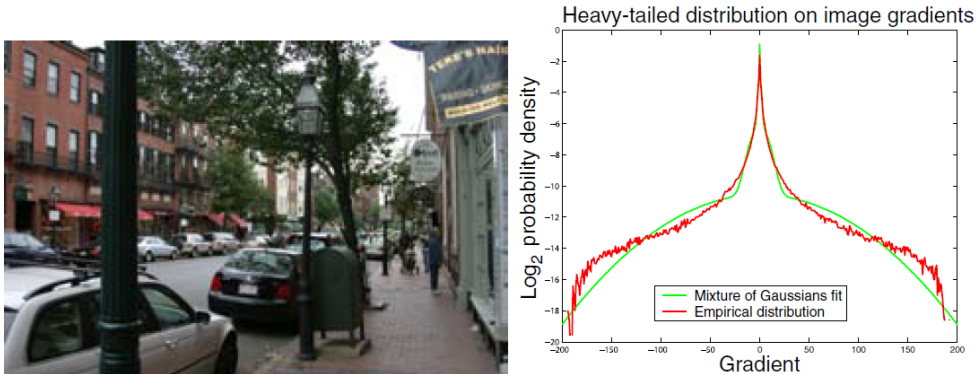 TERE'S
Heavy-tailed distribution on image gradients
Log2 probability density
0
-2
-4
-6
-8
-10
-12
-14
-16
-18
-20
Mixture of Gaussians fit
Empirical distribution
-200 -150 -100 -50 0 50 100 150 200
Gradient